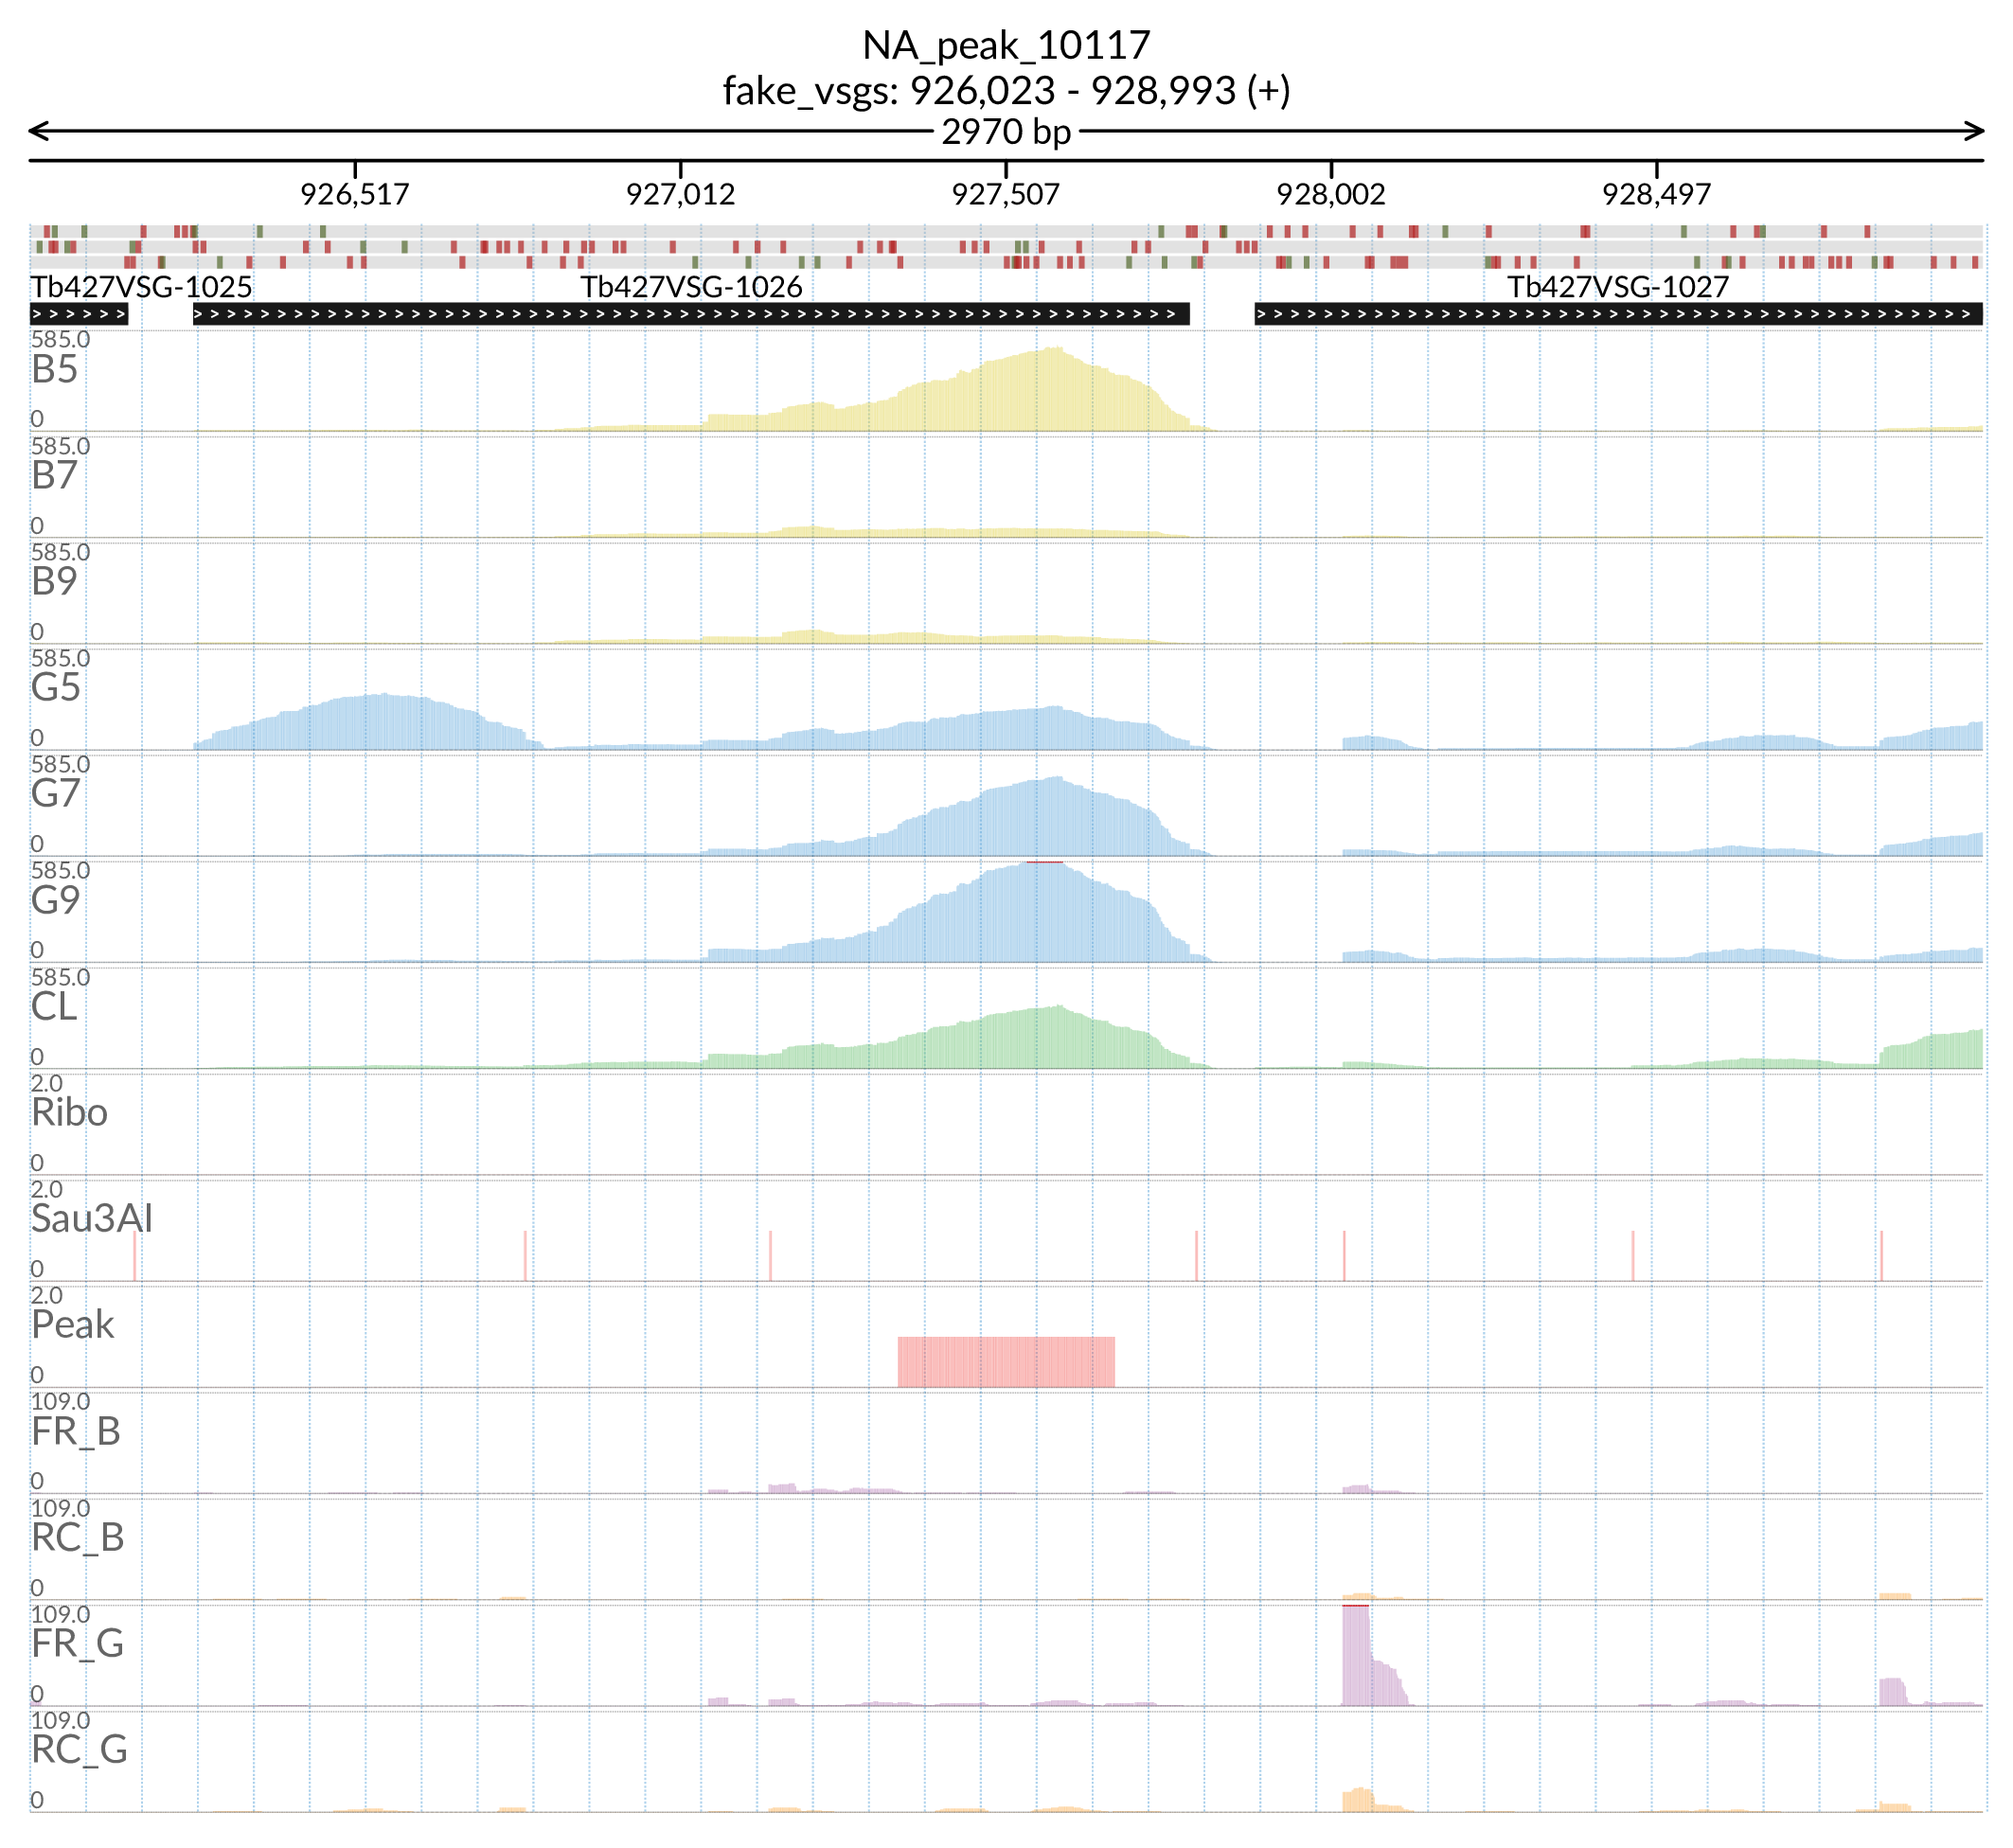 NA_peak_10117
fake_vsgs: 926,023 - 928,993 (+)
2970 bp
926,517 927,012 927,507 928,002 928,497
Tb427VSG-1025 Tb427VSG-1026 Tb427VSG-1027
585.0
B5
0
585.0
B7
0
585.0
B9
0
585.0
G5
0
585.0
G7
0
585.0
G9
0
585.0
CL
0
2.0
Ribo
0
2.0
Sau3AI
0
2.0
Peak
0
109.0
FR_B
0
109.0
RC_B
0
109.0
FR_G
0
109.0
RC_G
0